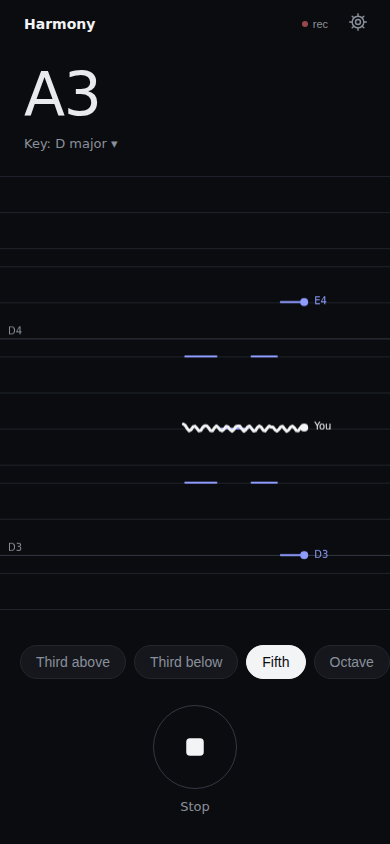 Harmony
rec
A3
Key: D major ▾
E4
D4
You
D3
D3
Third above
Third below
Fifth
Octave
Stop